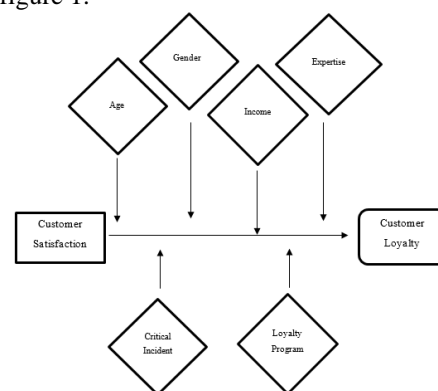 figure 1.
Gender
Expertise
Age
Income
Customer
Satisfaction
Customer
Loyalty
Critical
Incident
Loyalty
Program